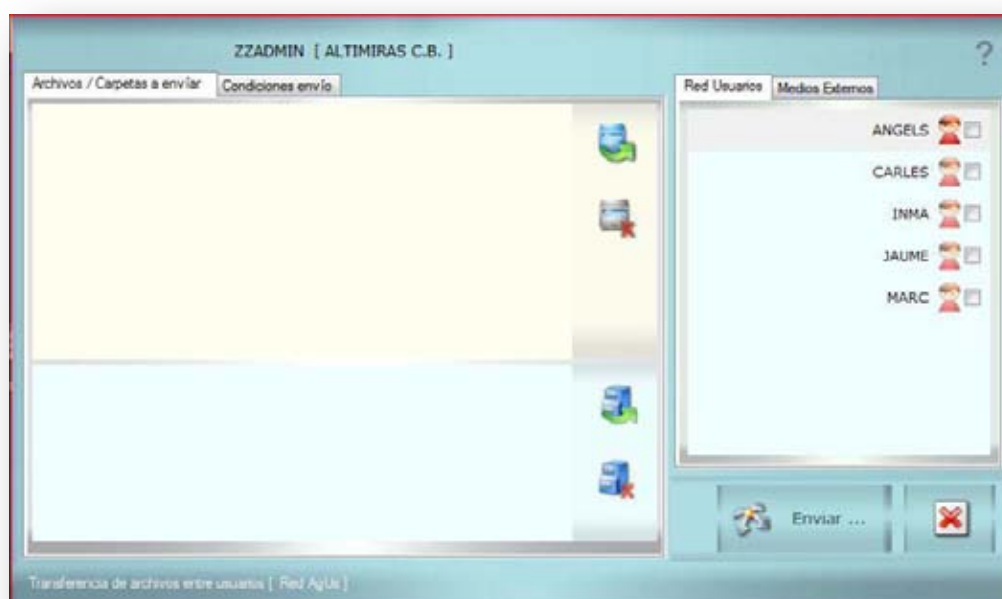 ZZADMIN [ ALTIMIRAS C.B. ]
?
Archivos / Carpetas a envíar
Condiciones envío
Red Usuarios
Medios Externos
ANGELS
CARLES
INMA
JAUME
MARC
Enviar ...
Transferencia de archivos entre usuarios [ Red AgUs ]